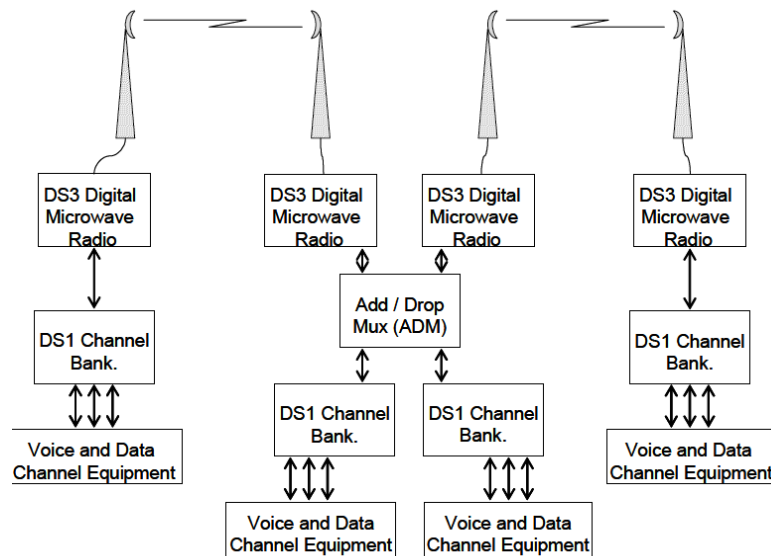 DS3 Digital
Microwave
Radio
DS3 Digital
Microwave
Radio
DS3 Digital
Microwave
Radio
DS3 Digital
Microwave
Radio
Add / Drop
Mux (ADM)
DS1 Channel
Bank.
DS1 Channel
Bank.
DS1 Channel
Bank.
DS1 Channel
Bank.
Voice and Data
Channel Equipment
Voice and Data
Channel Equipment
Voice and Data
Channel Equipment
Voice and Data
Channel Equipment